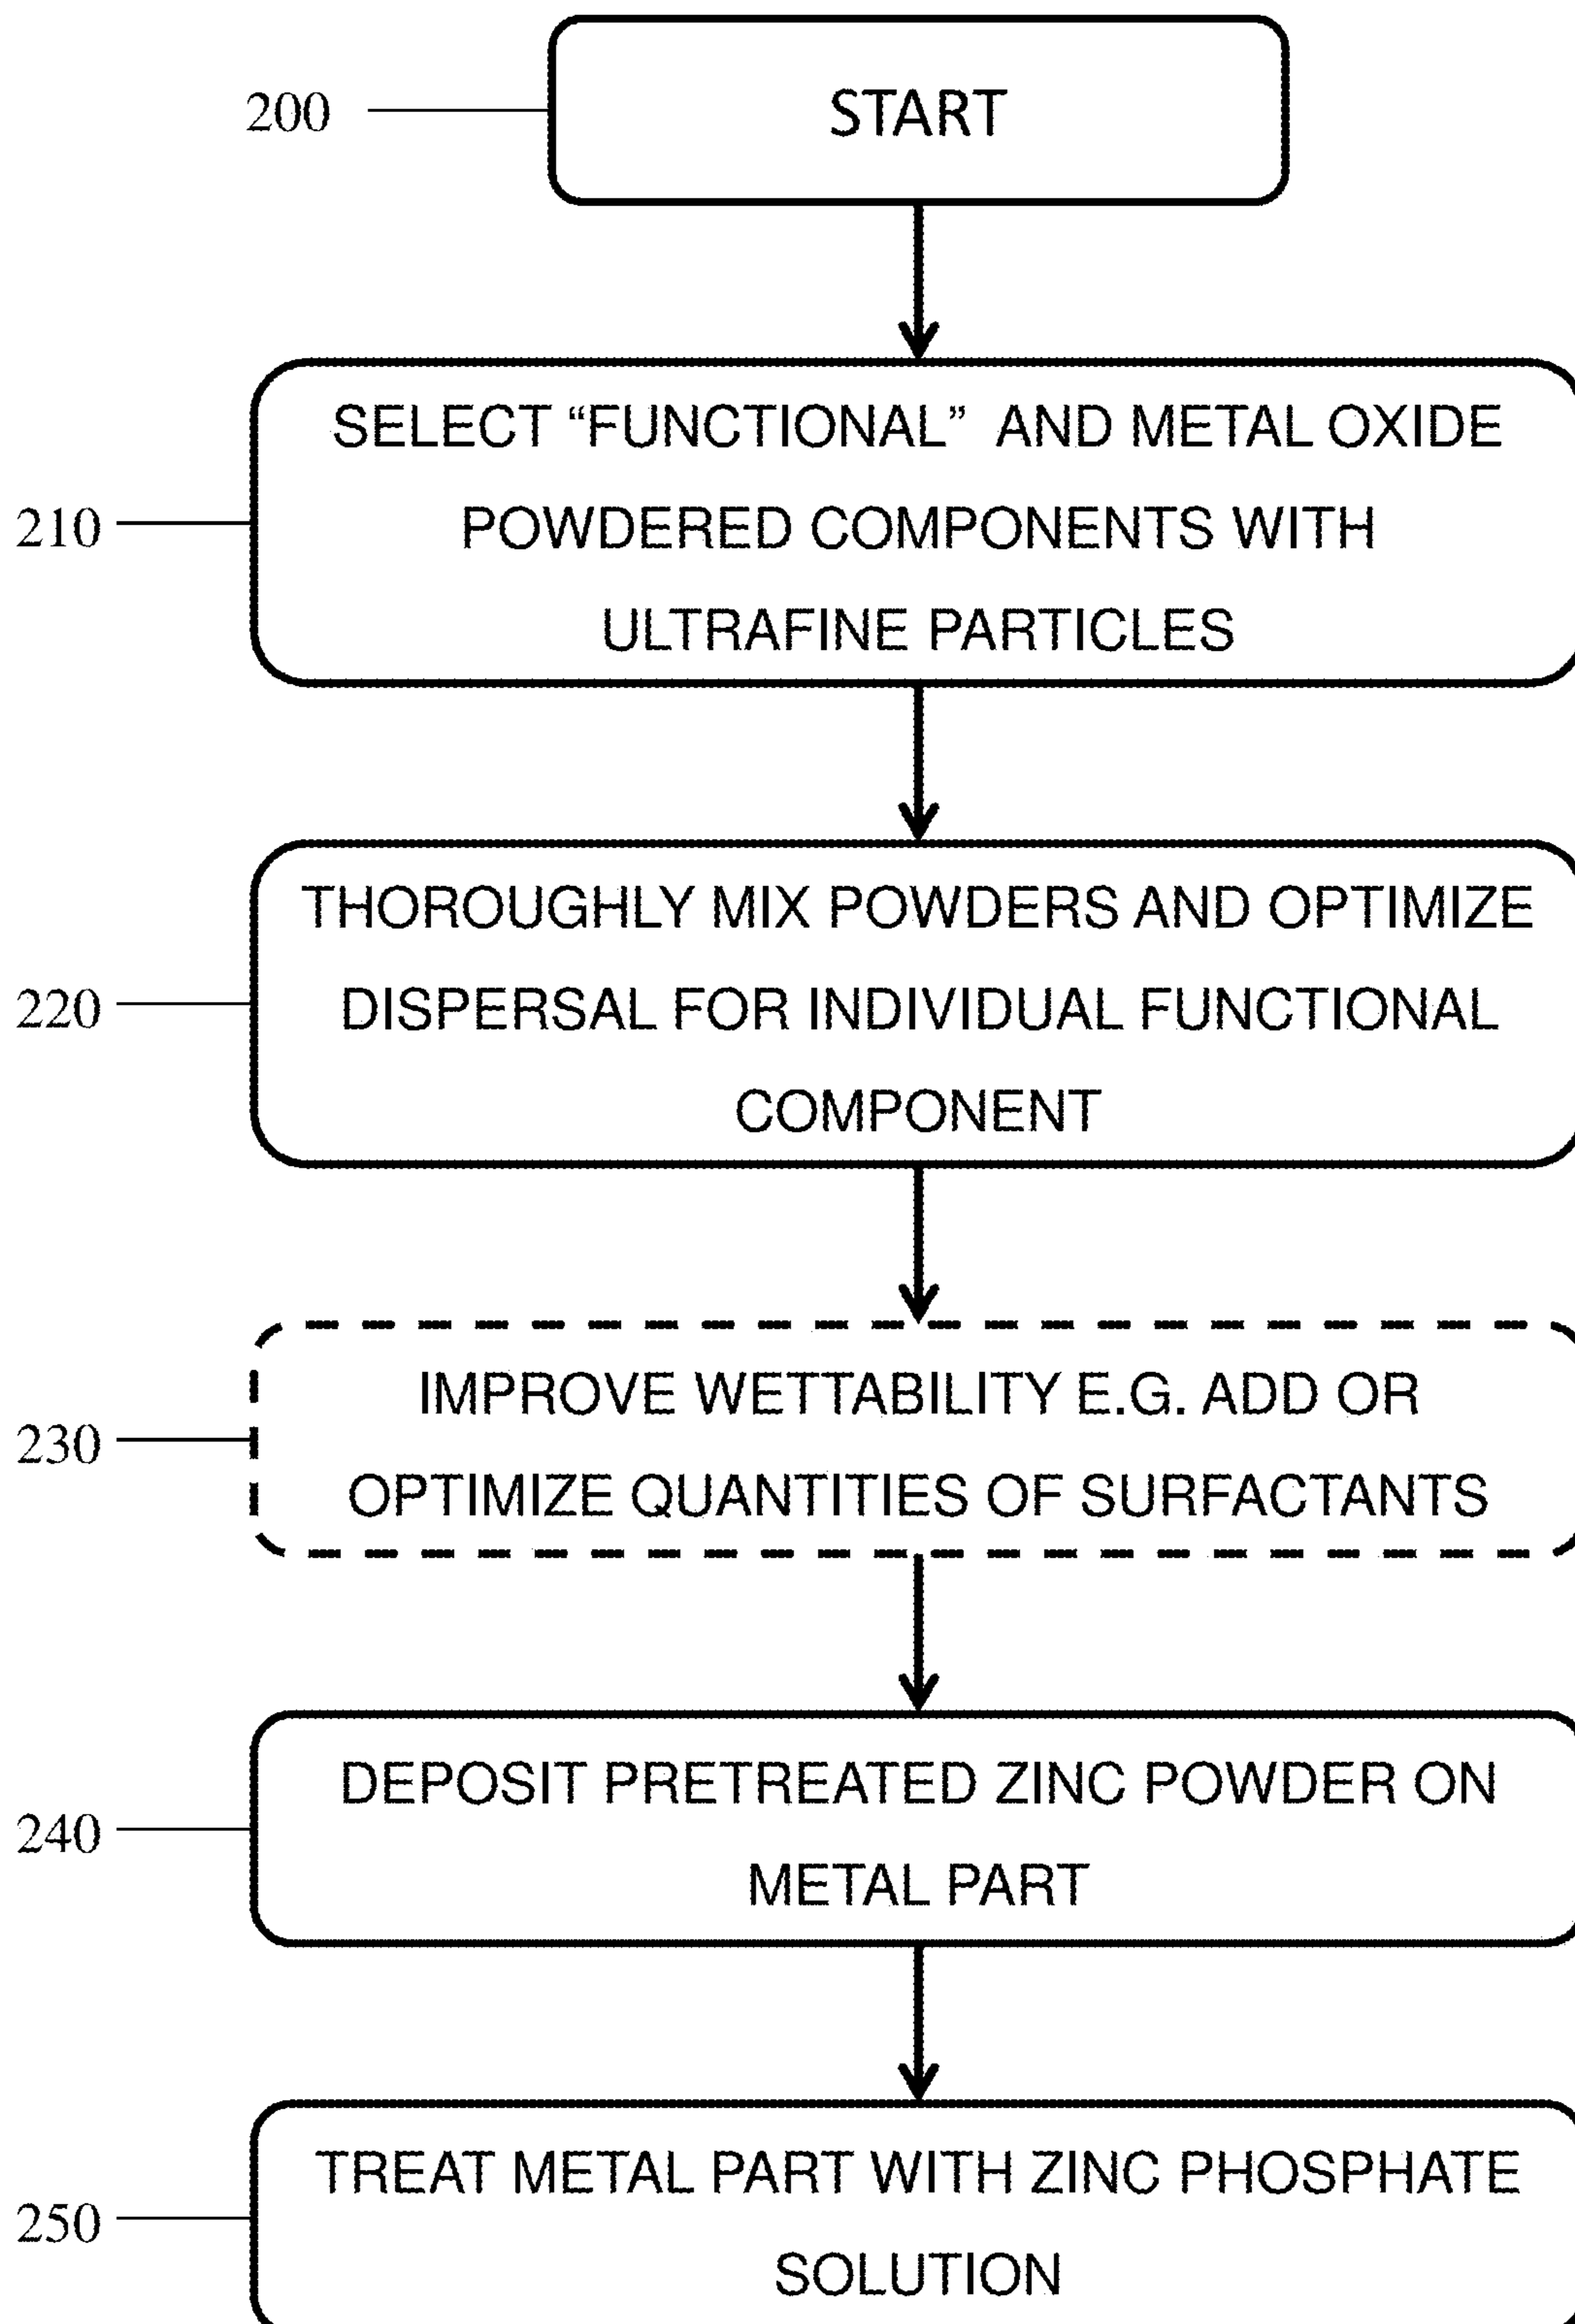 200
START
SELECT “FUNCTIONAL” AND METAL OXIDE
210
POWDERED COMPONENTS WITH
ULTRAFINE PARTICLES
THOROUGHLY MIX POWDERS AND OPTIMIZE
220
DISPERSAL FOR INDIVIDUAL FUNCTIONAL
COMPONENT
IMPROVE WETTABILITY E.G. ADD OR
230
OPTIMIZE QUANTITIES OF SURFACTANTS
DEPOSIT PRETREATED ZINC POWDER ON
240
METAL PART
TREAT METAL PART WITH ZINC PHOSPHATE
250
SOLUTION